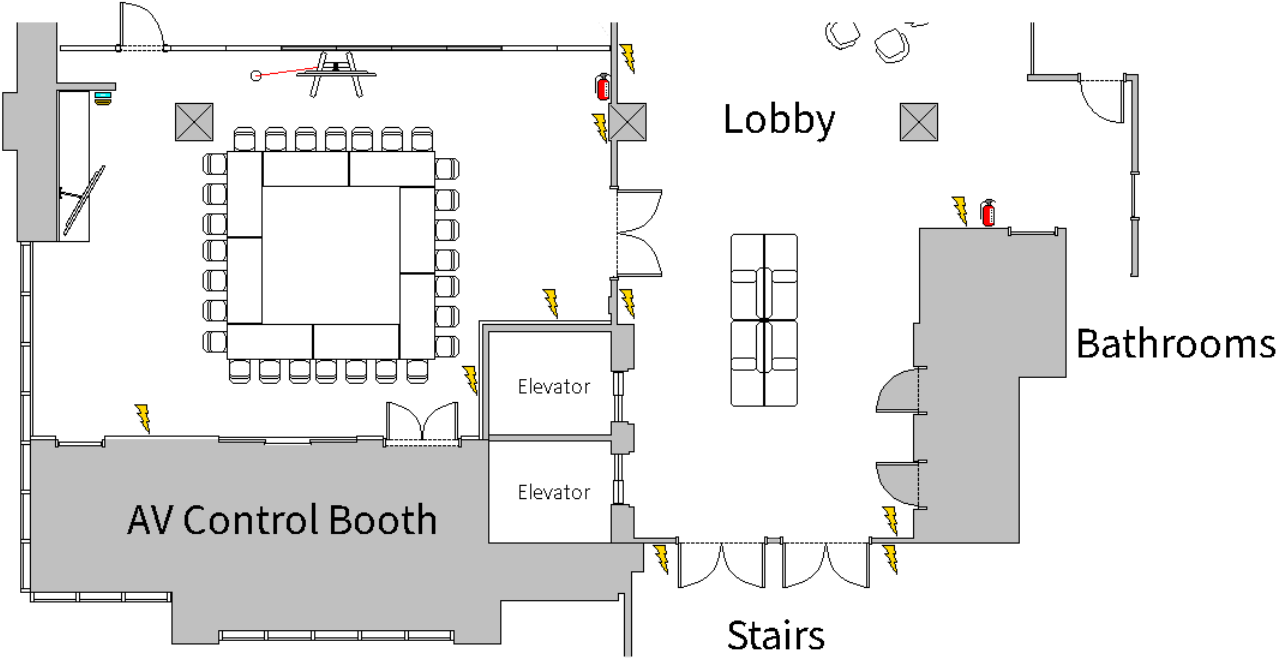 Lobby
Bathrooms
Elevator
Elevator
AV Control Booth
Stairs